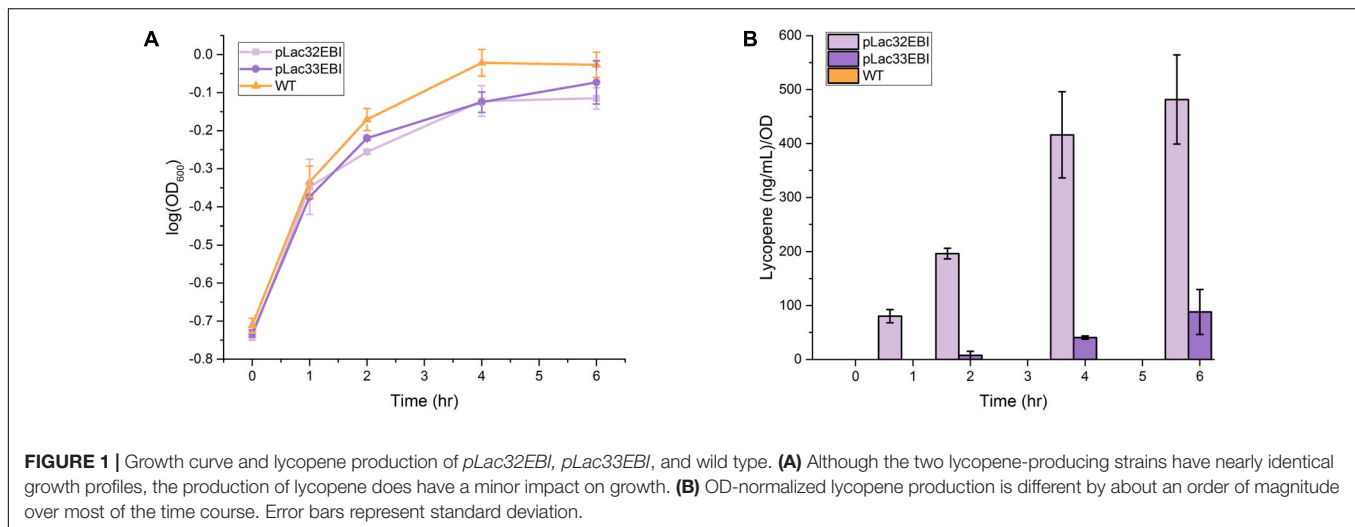 A
pLac32EBI
pLac33EBI
WT
0.0
-0.1
-0.2
-0.3
-0.4
-0.5
-0.6
-0.7
-0.8
log(OD600)
0 1 2 3 4 5 6
Time (hr)
B
pLac32EBI
pLac33EBI
WT
600
500
400
300
200
100
0
Lycopene (ng/mL)/OD
0 1 2 3 4 5 6
Time (hr)
FIGURE 1 | Growth curve and lycopene production of pLac32EBI, pLac33EBI, and wild type. (A) Although the two lycopene-producing strains have nearly identical
growth profiles, the production of lycopene does have a minor impact on growth. (B) OD-normalized lycopene production is different by about an order of magnitude
over most of the time course. Error bars represent standard deviation.